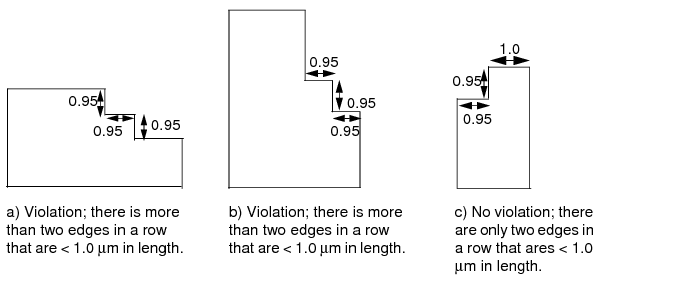 0.95
0.95
0.95
a) Violation; there is more
than two edges in a row
that are < 1.0 μm in length.
0.95
0.95
0.95
b) Violation; there is more
than two edges in a row
that are < 1.0 μm in length.
1.0
0.95
0.95
c) No violation; there
are only two edges in
a row that ares < 1.0
μm in length.